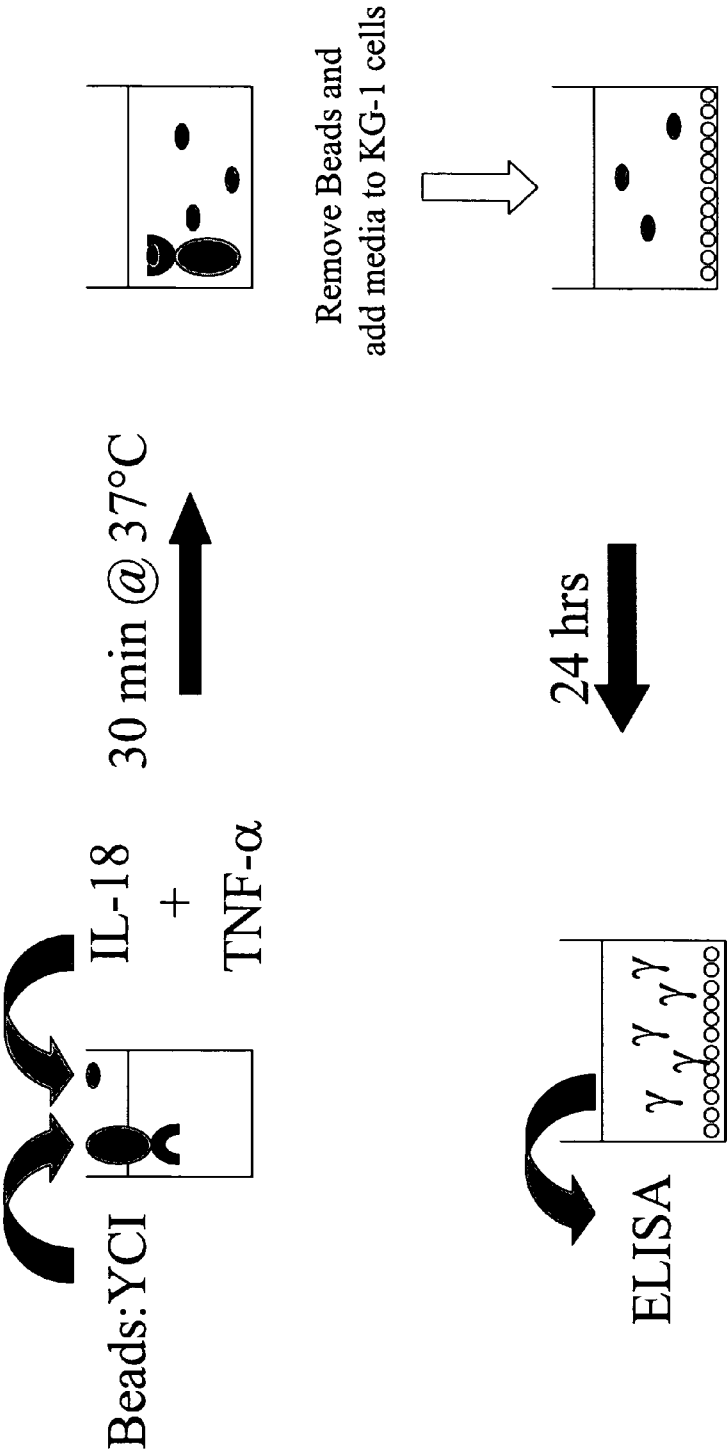 Beads:YCI
IL-18
+
TNF-α
30 min @ 37°C
Remove Beads and
add media to KG-1 cells
24 hrs
γ γ γ γ γ
ELISA